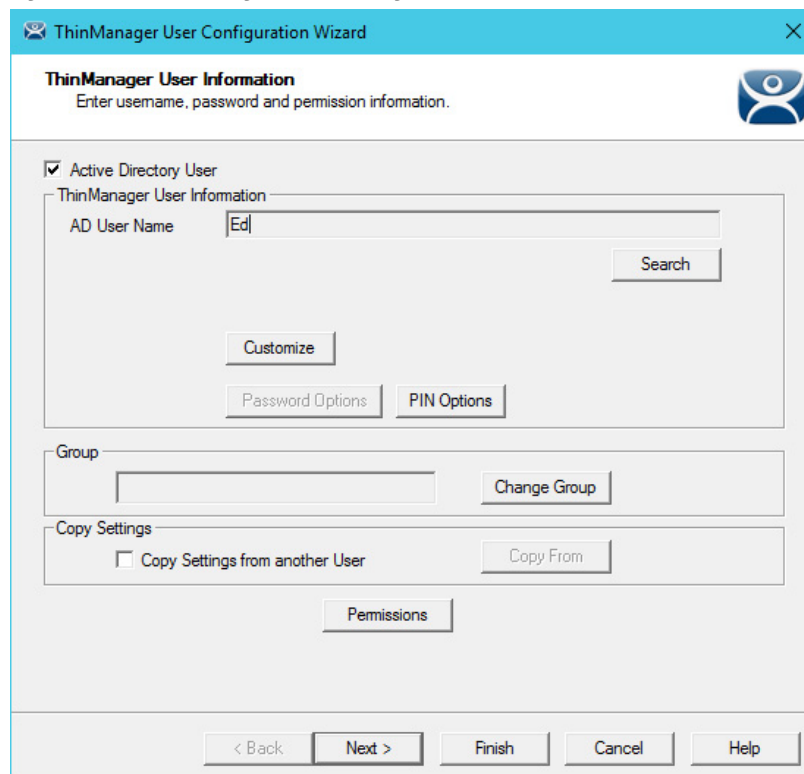 ThinManager User Configuration Wizard
ThinManager User Information
Enter username, password and permission information.
Active Directory User
ThinManager User Information
AD User Name Ed
Search
Customize
Password Options PIN Options
Group
Change Group
Copy Settings
Copy Settings from another User Copy From
Permissions
< Back Next > Finish Cancel Help